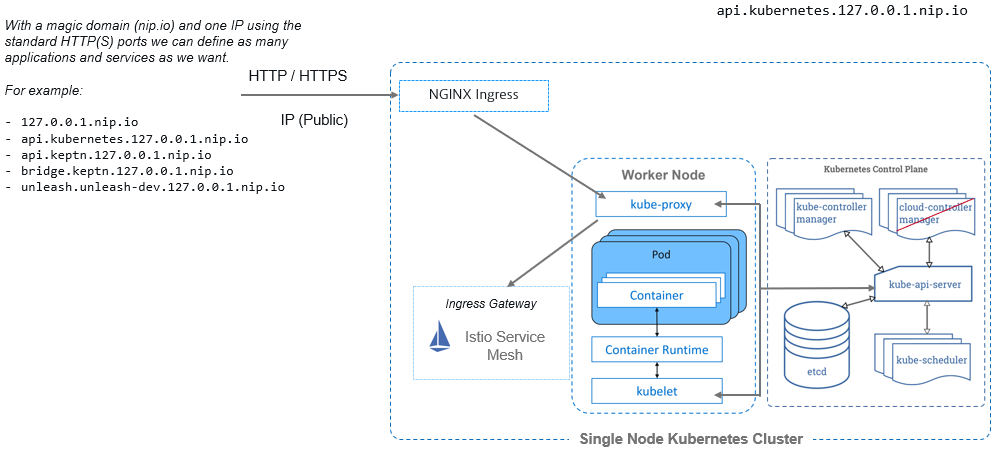 api.kubernetes.127.0.0.1.nip.io
With a magic domain (nip.io) and one IP using the
standard HTTP(S) ports we can define as many
applications and services as we want.
For example:
- 127.0.0.1.nip.io
- api.kubernetes.127.0.0.1.nip.io
- api.keptn.127.0.0.1.nip.io
- bridge.keptn.127.0.0.1.nip.io
- unleash.unleash-dev.127.0.0.1.nip.io
HTTP / HTTPS
IP (Public)
NGINX Ingress
Worker Node
kube-proxy
Pod
Container
Container Runtime
kubelet
Ingress Gateway
Istio Service
Mesh
Kubernetes Control Plane
kube-controller
manager
cloud-controller
manager
kube-api-server
etcd
kube-scheduler
Single Node Kubernetes Cluster